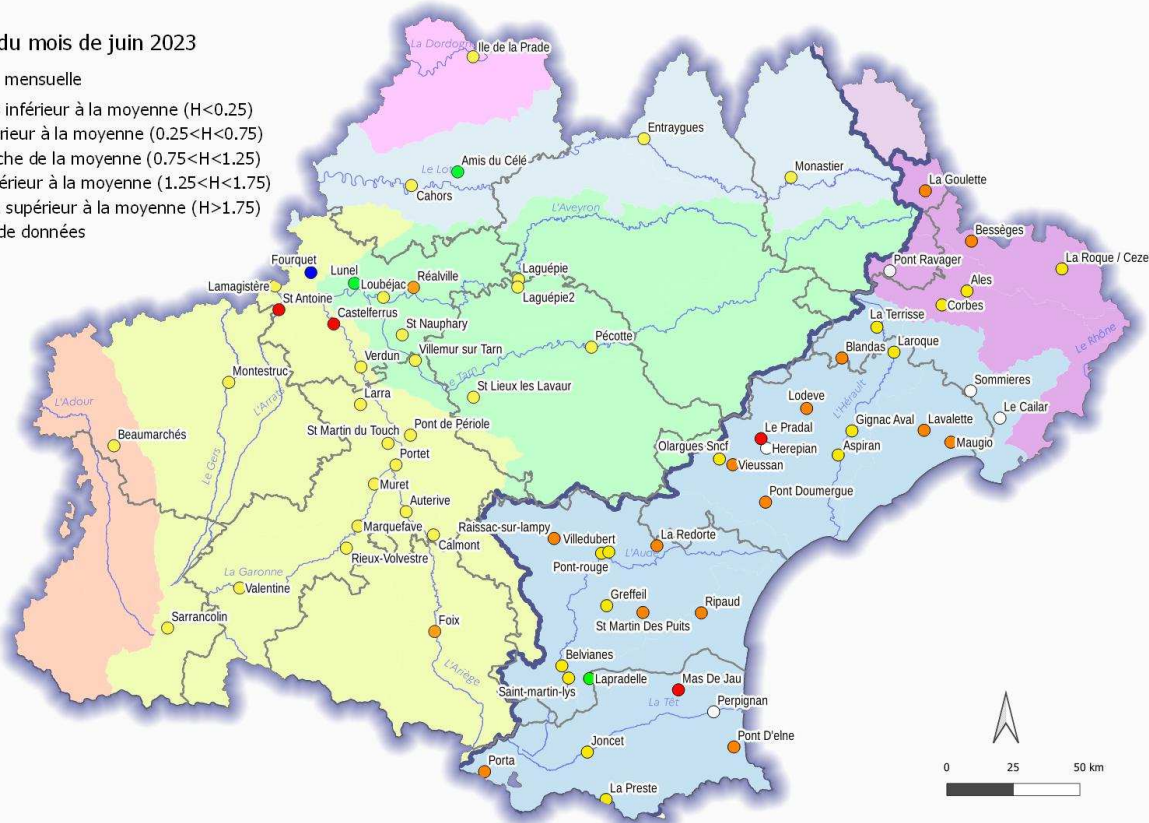 du mois de juin 2023
mensuelle
inférieur à la moyenne (H<0.25)
rieur à la moyenne (0.25<H<0.75)
che de la moyenne (0.75<H<1.25)
érieur à la moyenne (1.25<H<1.75)
supérieur à la moyenne (H>1.75)
de données
La Dordogn
Ile de la Prade
Entraygues
Amis du Célé
Le Lot
Cahors
Monastier
La Goulette
L'Aveyron
Bessèges
Fourquet
Pont Ravager
La Roque / Ceze
Lunel
Laguépie
Réalville
Loubéjac
Lamagistère
Ales
Laguépie2
St Antoine
Corbes
Castelferrus
La Terrisse
St Nauphary
Le Rhône
Pécotte
Laroque
Blandas
Villemur sur Tarn
Verdun
Montestruc
Le Tarn
Sommieres
St Lieux les Lavaur
L'Hérault
Larra
L'Arrats
Lodeve
L'Adour
Le Cailar
Gignac Aval
Lavalette
Pont de Périole
Le Pradal
St Martin du Touch
Beaumarchés
Maugio
Olargues Sncf
Herepian
Aspiran
Portet
Vieussan
Le Gers
Muret
Pont Doumergue
Auterive
Marquefave
Raissac-sur-lampy
La Redorte
Villedubert
Calmont
L'Aude
Rieux-Volvestre
Pont-rouge
La Garonne
Valentine
Greffeil
Ripaud
Sarrancolin
Foix
St Martin Des Puits
Belvianes
L'Ariège
Lapradelle
Mas De Jau
Saint-martin-lys
La Têt
Perpignan
Pont D'elne
Joncet
Porta
0 25 50 km
La Preste